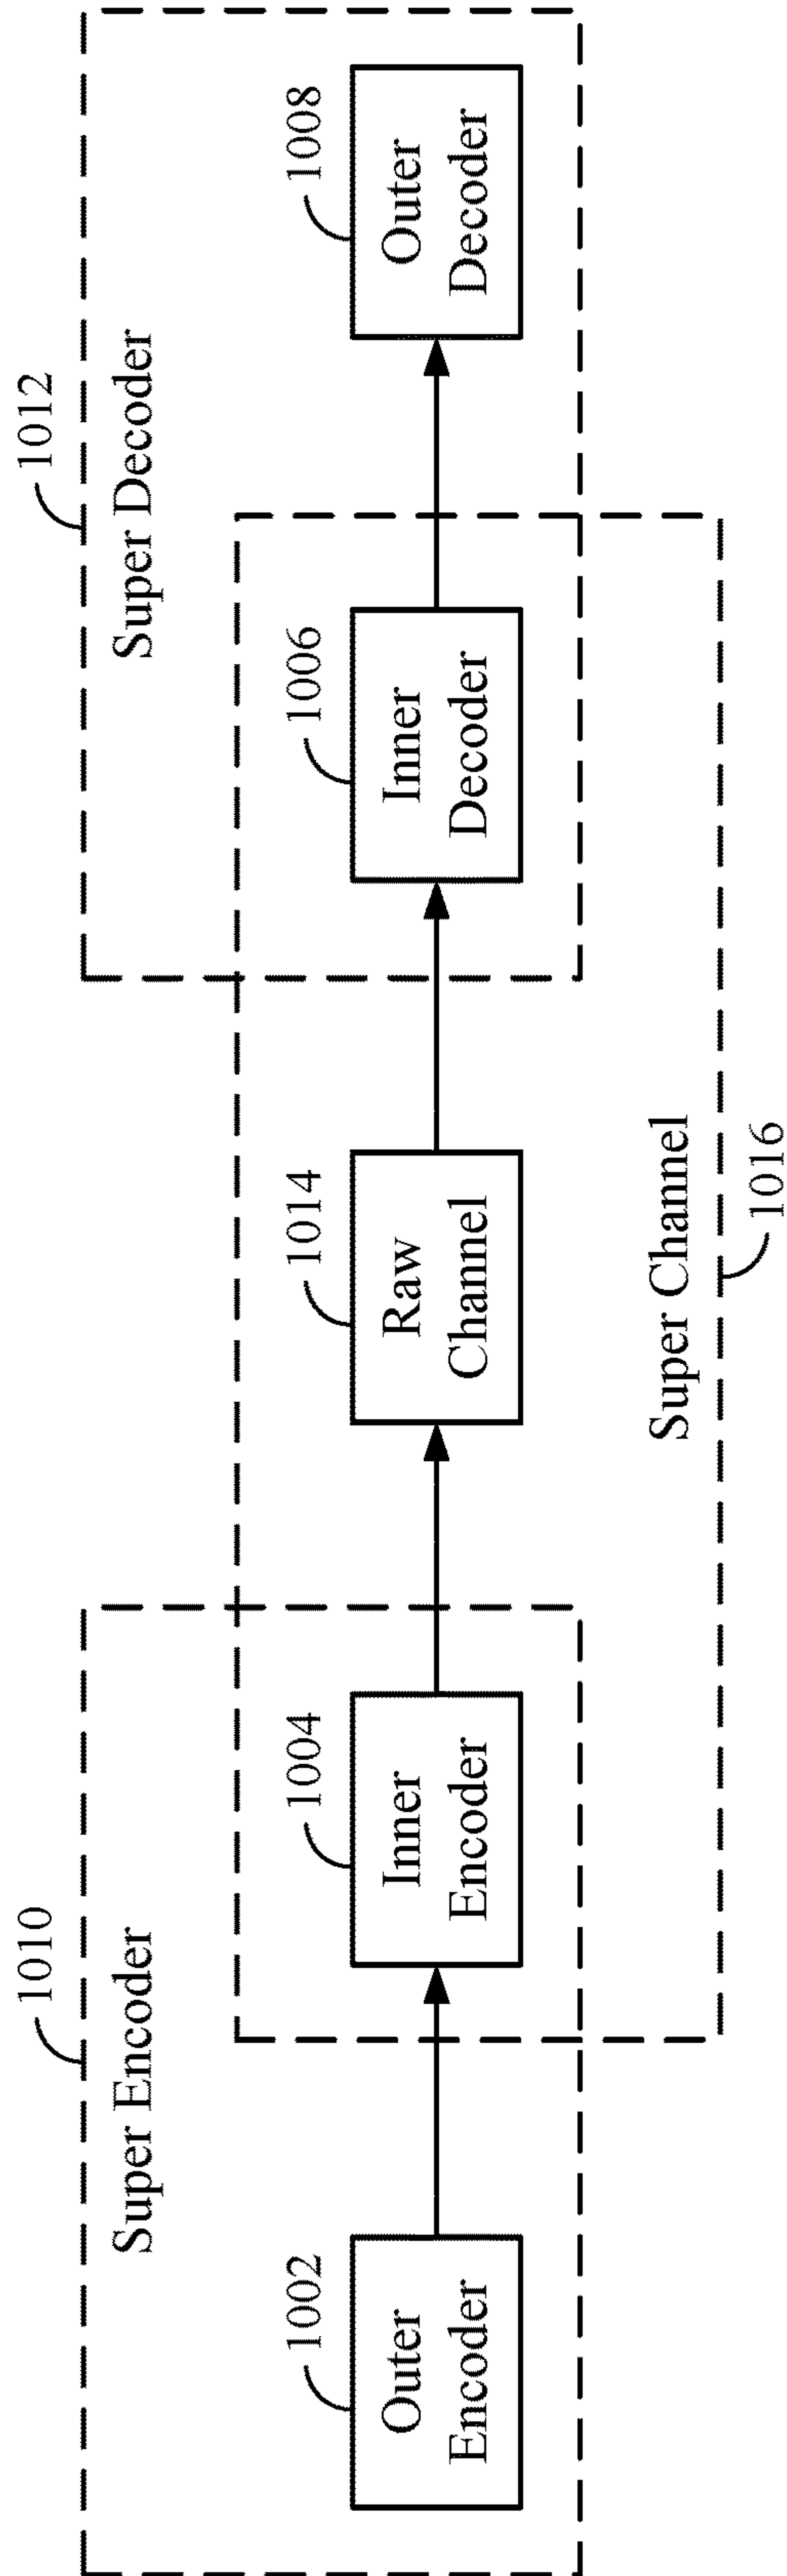 1010
Super Encoder
1012
Super Decoder
1002
Outer
Encoder
1004
Inner
Encoder
1014
Raw
Channel
1006
Inner
Decoder
1008
Outer
Decoder
Super Channel
1016